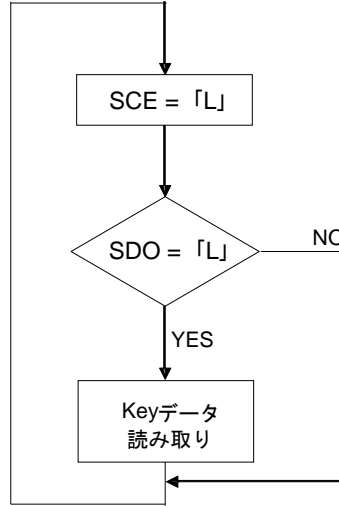 SCE = 「L」
SDO = 「L」
NO
YES
Keyデータ
読み取り